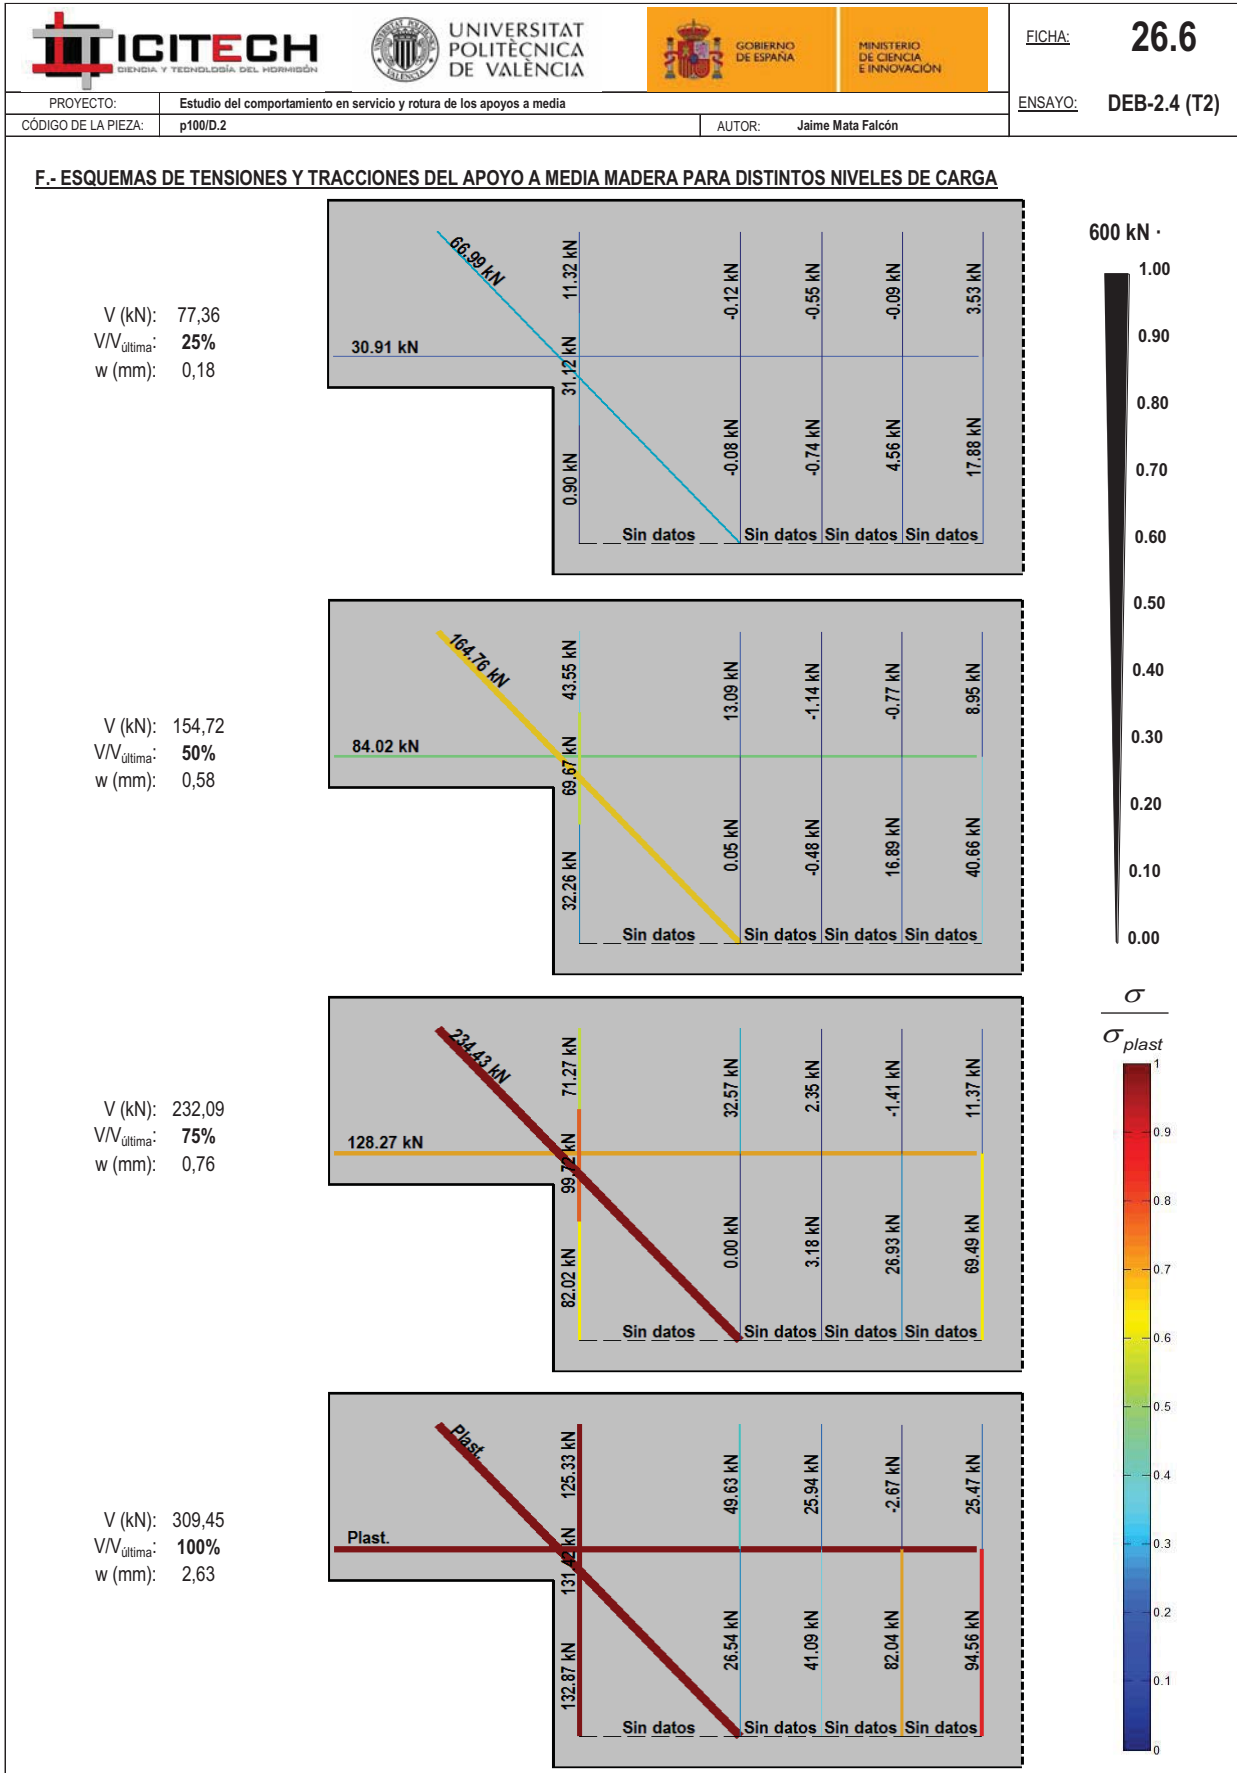 ICITECH
CIENCIA Y TECNOLOGÍA DEL HORMIGÓN
UNIVERSITAT
POLITÈCNICA
DE VALÈNCIA
GOBIERNO
DE ESPAÑA
MINISTERIO
DE CIENCIA
E INNOVACIÓN
FICHA: 26.6
PROYECTO: Estudio del comportamiento en servicio y rotura de los apoyos a media
ENSAYO: DEB-2.4 (T2)
CÓDIGO DE LA PIEZA: p100/D.2 AUTOR: Jaime Mata Falcón
F.- ESQUEMAS DE TENSIONES Y TRACCIONES DEL APOYO A MEDIA MADERA PARA DISTINTOS NIVELES DE CARGA
V (kN): 77,36
V/Vúltima: 25%
w (mm): 0,18
66.99 kN
11.32 kN
-0.12 kN
-0.55 kN
-0.09 kN
3.53 kN
30.91 kN
31.12 kN
0.90 kN
-0.08 kN
-0.74 kN
4.56 kN
17.88 kN
Sin datos Sin datos Sin datos Sin datos
V (kN): 154,72
V/Vúltima: 50%
w (mm): 0,58
164.76 kN
43.55 kN
13.09 kN
-1.14 kN
-0.77 kN
8.95 kN
84.02 kN
69.67 kN
32.26 kN
0.05 kN
-0.48 kN
16.89 kN
40.66 kN
Sin datos Sin datos Sin datos Sin datos
V (kN): 232,09
V/Vúltima: 75%
w (mm): 0,76
234.43 kN
71.27 kN
32.57 kN
2.35 kN
-1.41 kN
11.37 kN
128.27 kN
99.72 kN
82.02 kN
0.00 kN
3.18 kN
26.93 kN
69.49 kN
Sin datos Sin datos Sin datos Sin datos
V (kN): 309,45
V/Vúltima: 100%
w (mm): 2,63
Plast.
125.33 kN
49.63 kN
25.94 kN
-2.67 kN
25.47 kN
Plast.
131.42 kN
132.87 kN
26.54 kN
41.09 kN
82.04 kN
94.56 kN
Sin datos Sin datos Sin datos Sin datos
600 kN ·
1.00
0.90
0.80
0.70
0.60
0.50
0.40
0.30
0.20
0.10
0.00
σ
σplast
1
0.9
0.8
0.7
0.6
0.5
0.4
0.3
0.2
0.1
0